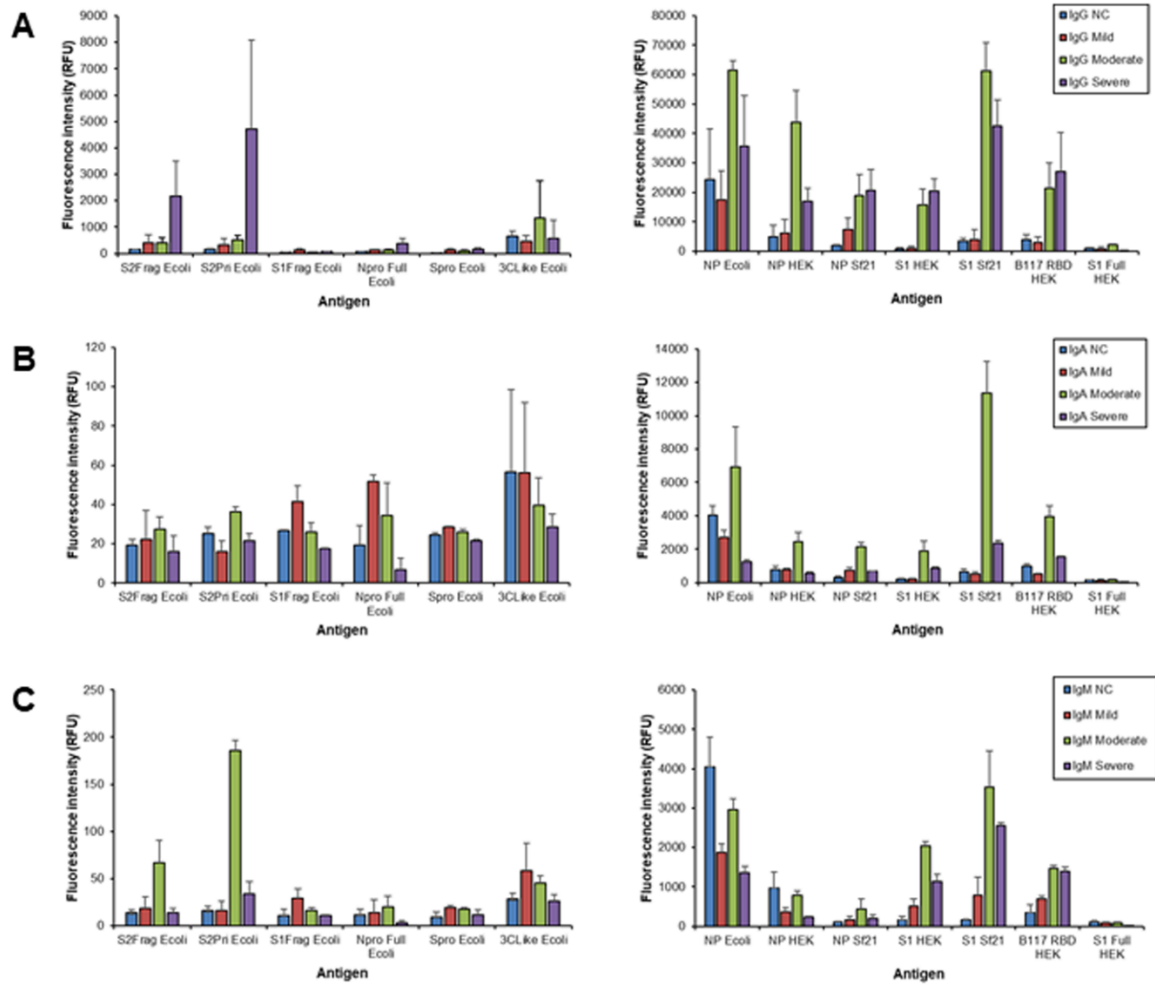 A
Fluorescence intensity (RFU)
9000
8000
7000
6000
5000
4000
3000
2000
1000
0
S2Frag Ecoli
S2Pri Ecoli
S1Frag Ecoli
Npro Full
Ecoli
Spro Ecoli
3CLike Ecoli
Antigen
Fluorescence intensity (RFU)
80000
70000
60000
50000
40000
30000
20000
10000
0
NP Ecoli
NP HEK
NP Sf21
S1 HEK
S1 Sf21
B117 RBD
HEK
S1 Full
HEK
Antigen
IgG NC
IgG Mild
IgG Moderate
IgG Severe
B
Fluorescence intensity (RFU)
120
100
80
60
40
20
0
S2Frag Ecoli
S2Pri Ecoli
S1Frag Ecoli
Npro Full
Ecoli
Spro Ecoli
3CLike Ecoli
Antigen
Fluorescence intensity (RFU)
14000
12000
10000
8000
6000
4000
2000
0
NP Ecoli
NP HEK
NP Sf21
S1 HEK
S1 Sf21
B117 RBD
HEK
S1 Full
HEK
Antigen
IgA NC
IgA Mild
IgA Moderate
IgA Severe
C
Fluorescence intensity (RFU)
250
200
150
100
50
0
S2Frag Ecoli
S2Pri Ecoli
S1Frag Ecoli
Npro Full
Ecoli
Spro Ecoli
3CLike Ecoli
Antigen
Fluorescence intensity (RFU)
6000
5000
4000
3000
2000
1000
0
NP Ecoli
NP HEK
NP Sf21
S1 HEK
S1 Sf21
B117 RBD
HEK
S1 Full
HEK
Antigen
IgM NC
IgM Mild
IgM Moderate
IgM Severe